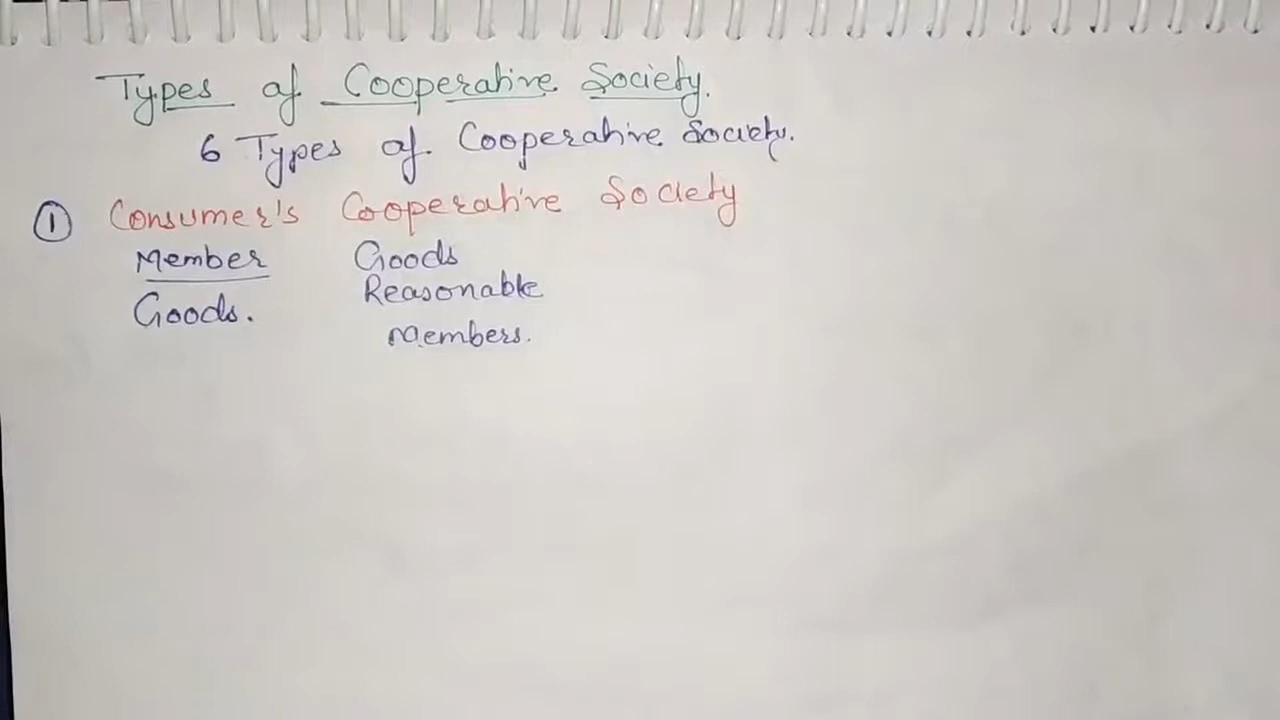 Types of Cooperative Society.
6 Types of Cooperative Society.
1 Consumer's Cooperative Society
Member Goods
Reasonable
Goods.
Members.